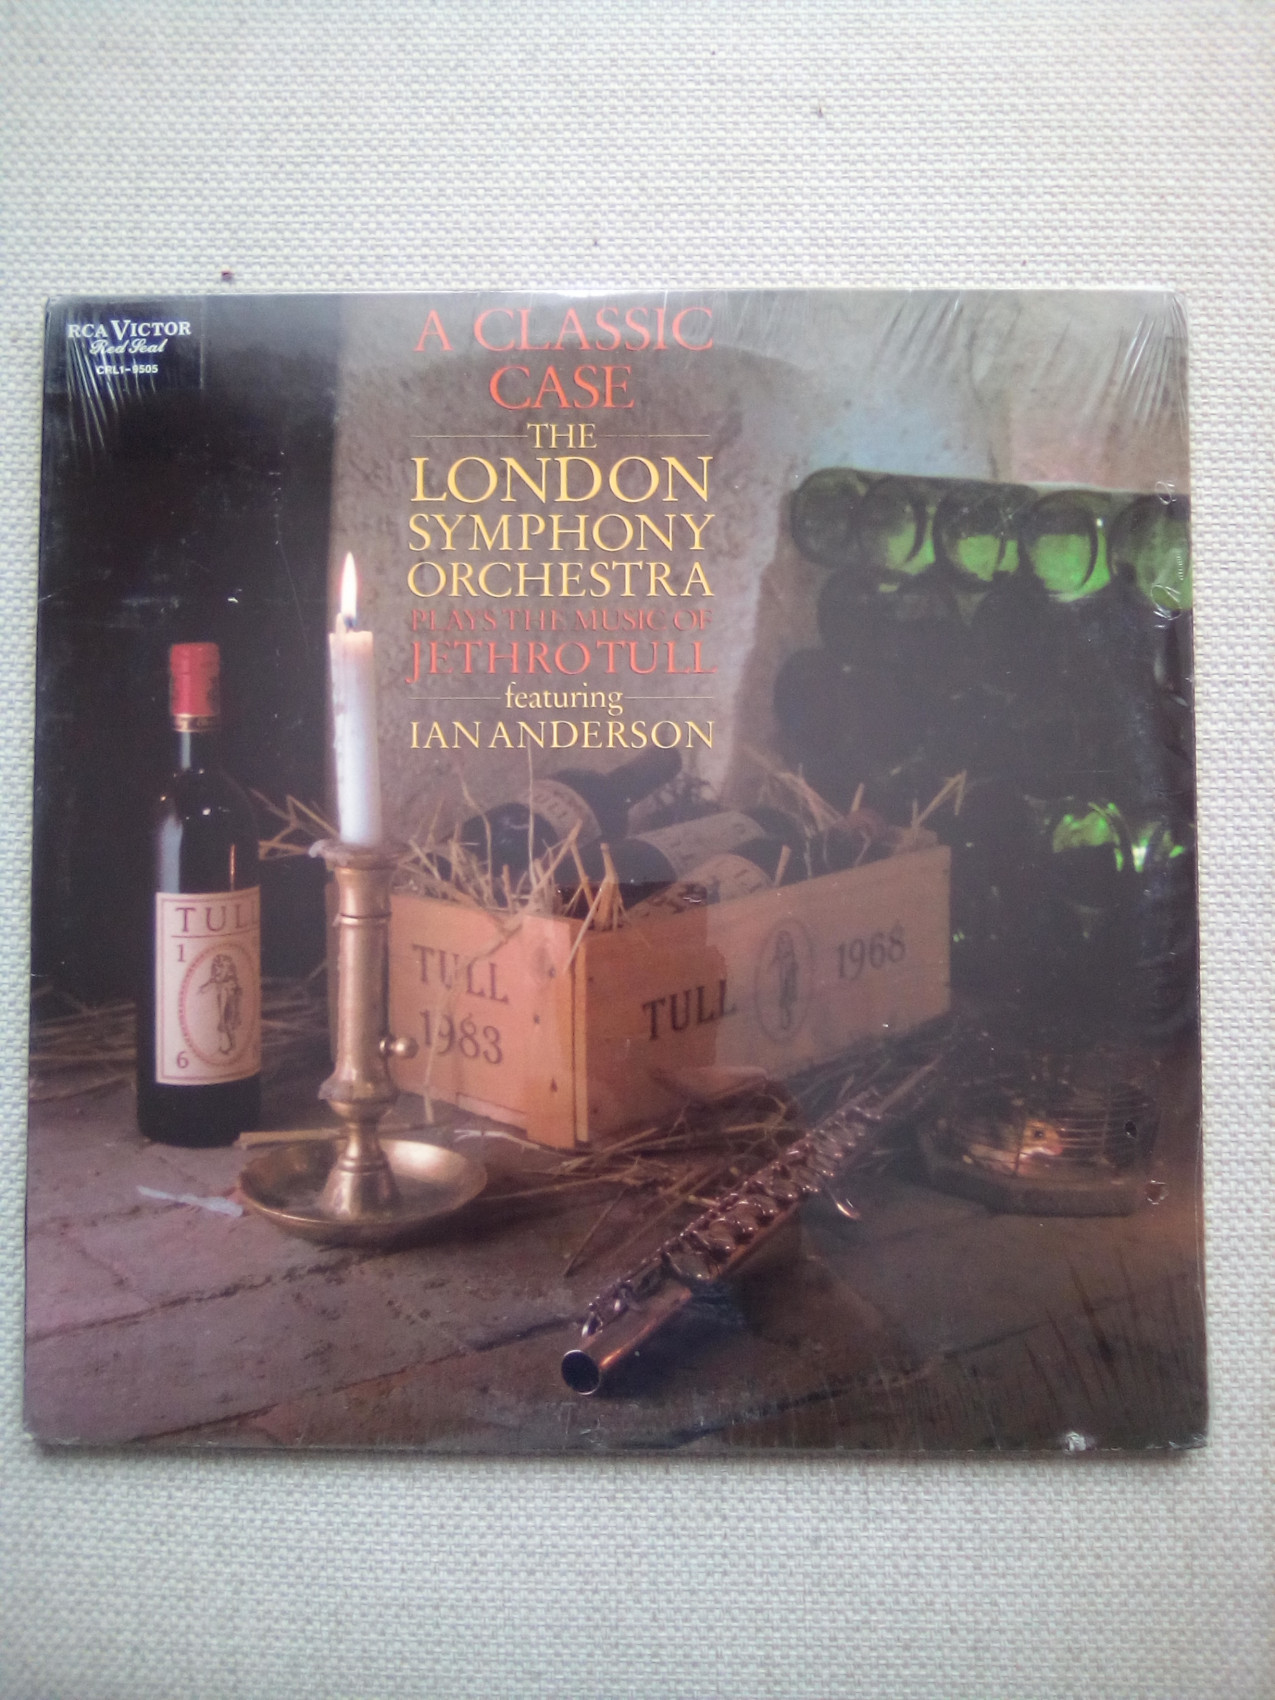 RCA VICTOR
Red Seal
CRL1-9505
A CLASSIC
CASE
THE
LONDON
SYMPHONY
ORCHESTRA
PLAYS THE MUSIC OF
JETHRO TULL
featuring
IAN ANDERSON
TULL
1
6
TULL
1983
TULL 1968